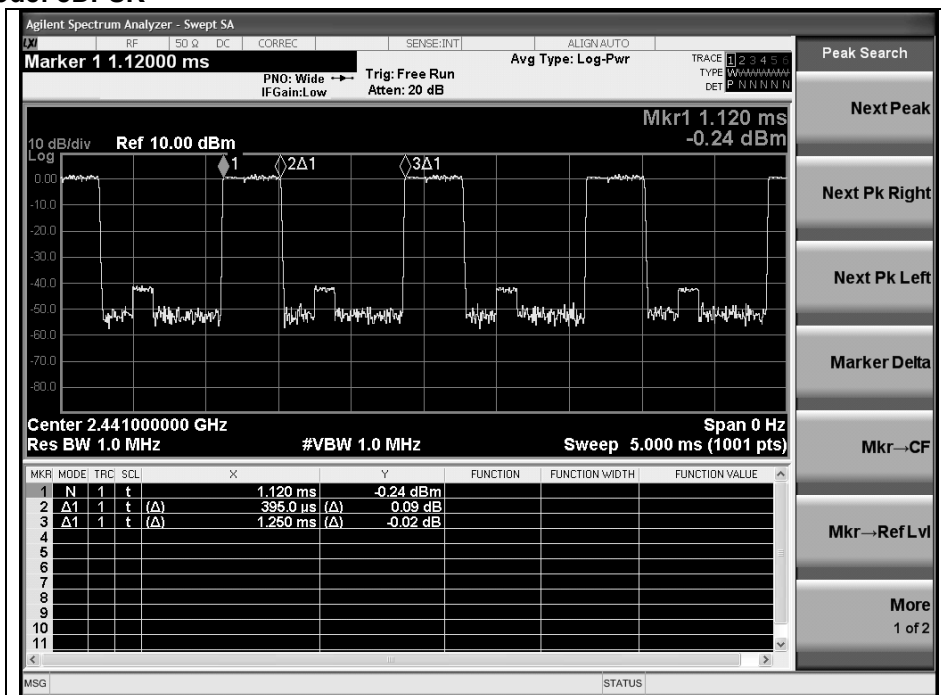 Agilent Spectrum Analyzer - Swept SA
LXI RF 50 Ω DC CORREC SENSE:INT ALIGN AUTO
Marker 1 1.12000 ms
PNO: Wide
IFGain:Low
Trig: Free Run
Atten: 20 dB
Avg Type: Log-Pwr
TRACE 1 2 3 4 5 6
TYPE WWWWWW
DET P N N N N N
Mkr1 1.120 ms
-0.24 dBm
10 dB/div Ref 10.00 dBm
Log
1 2Δ1 3Δ1
0.00
-10.0
-20.0
-30.0
-40.0
-50.0
-60.0
-70.0
-80.0
Center 2.441000000 GHz Span 0 Hz
Res BW 1.0 MHz #VBW 1.0 MHz Sweep 5.000 ms (1001 pts)
MKR MODE TRC SCL X Y FUNCTION FUNCTION WIDTH FUNCTION VALUE
1 N 1 t 1.120 ms -0.24 dBm
2 Δ1 1 t (Δ) 395.0 µs (Δ) 0.09 dB
3 Δ1 1 t (Δ) 1.250 ms (Δ) -0.02 dB
4
5
6
7
8
9
10
11
MSG STATUS
Peak Search
Next Peak
Next Pk Right
Next Pk Left
Marker Delta
Mkr→CF
Mkr→Ref Lvl
More
1 of 2